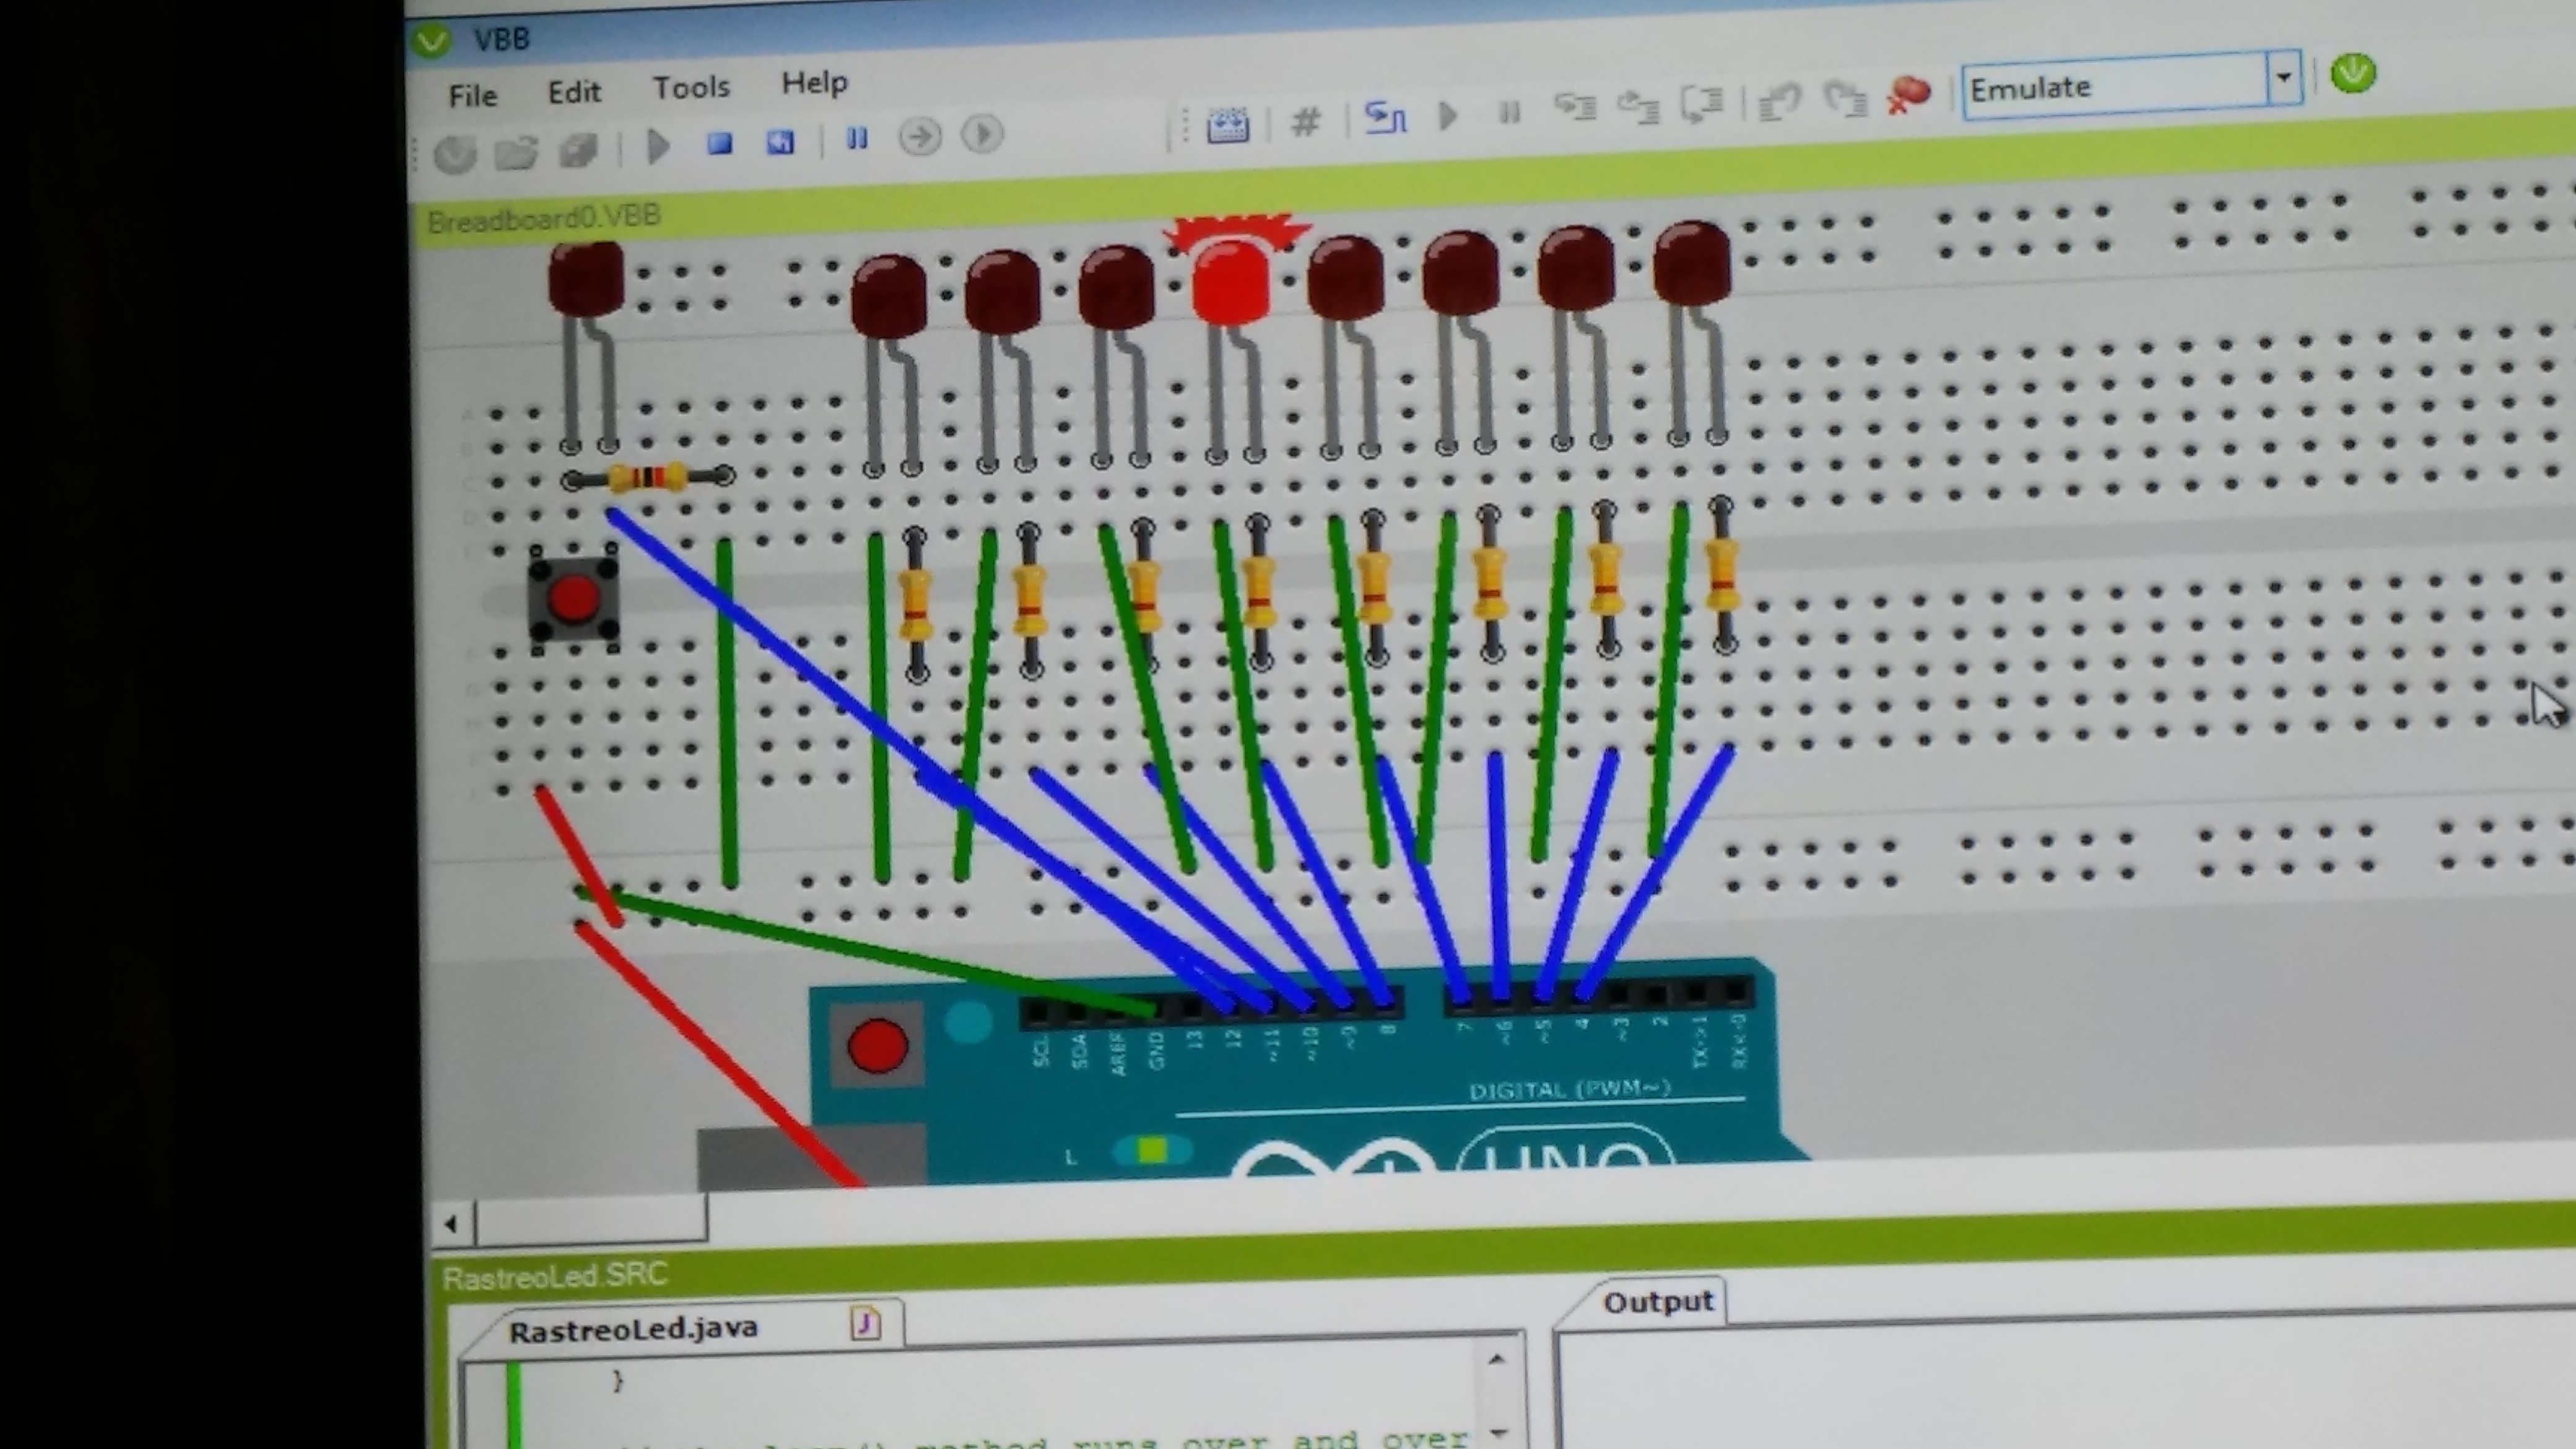 VBB
File Edit Tools Help
Emulate
Breadboard0.VBB
SCL SDA AREF GND 13 12 ~11 ~10 ~9 8 7 ~6 ~5 4 ~3 2 TX->1 RX<-0
DIGITAL (PWM~)
L
UNO
RastreoLed.SRC
RastreoLed.java
Output
}
loop() method runs over and over